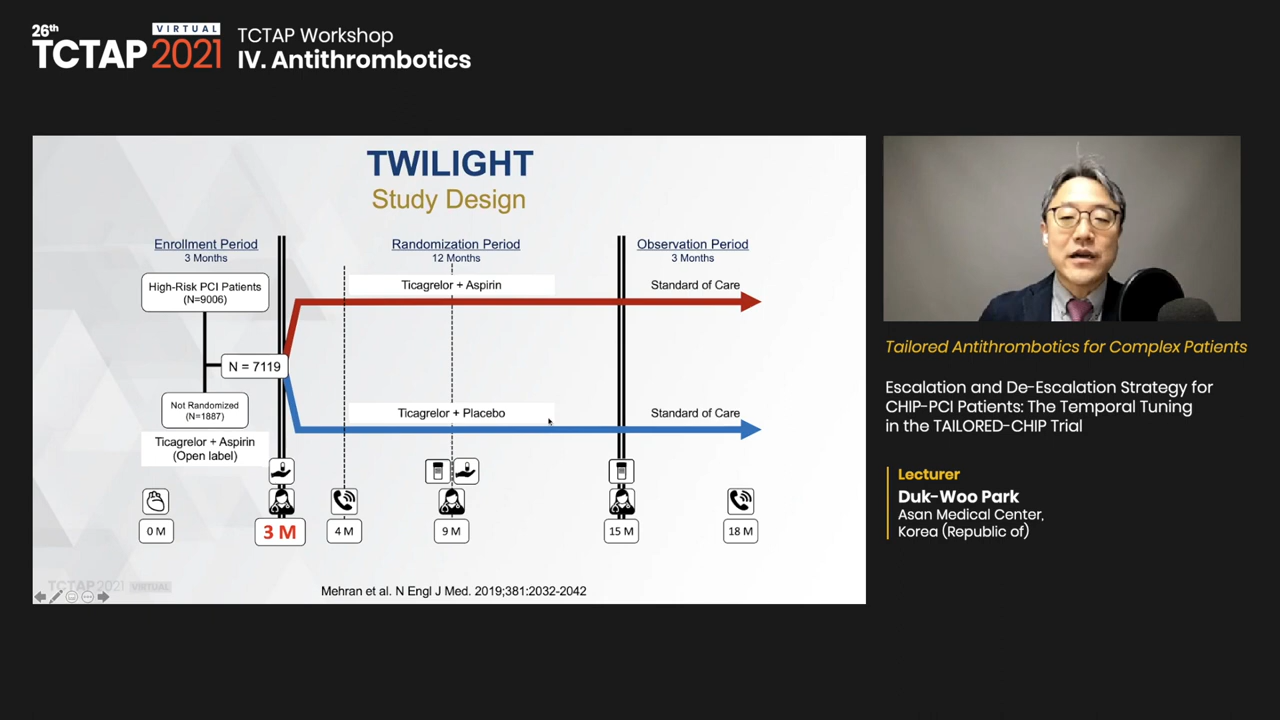 26th
VIRTUAL
TCTAP 2021
TCTAP Workshop
IV. Antithrombotics
TWILIGHT
Study Design
Enrollment Period
3 Months
Randomization Period
12 Months
Observation Period
3 Months
High-Risk PCI Patients
(N=9006)
Ticagrelor + Aspirin
Standard of Care
N = 7119
Not Randomized
(N=1887)
Ticagrelor + Placebo
Standard of Care
Ticagrelor + Aspirin
(Open label)
0 M
3 M
4 M
9 M
15 M
18 M
TCTAP2021 VIRTUAL
Mehran et al. N Engl J Med. 2019;381:2032-2042
Tailored Antithrombotics for Complex Patients
Escalation and De-Escalation Strategy for
CHIP-PCI Patients: The Temporal Tuning
in the TAILORED-CHIP Trial
Lecturer
Duk-Woo Park
Asan Medical Center,
Korea (Republic of)